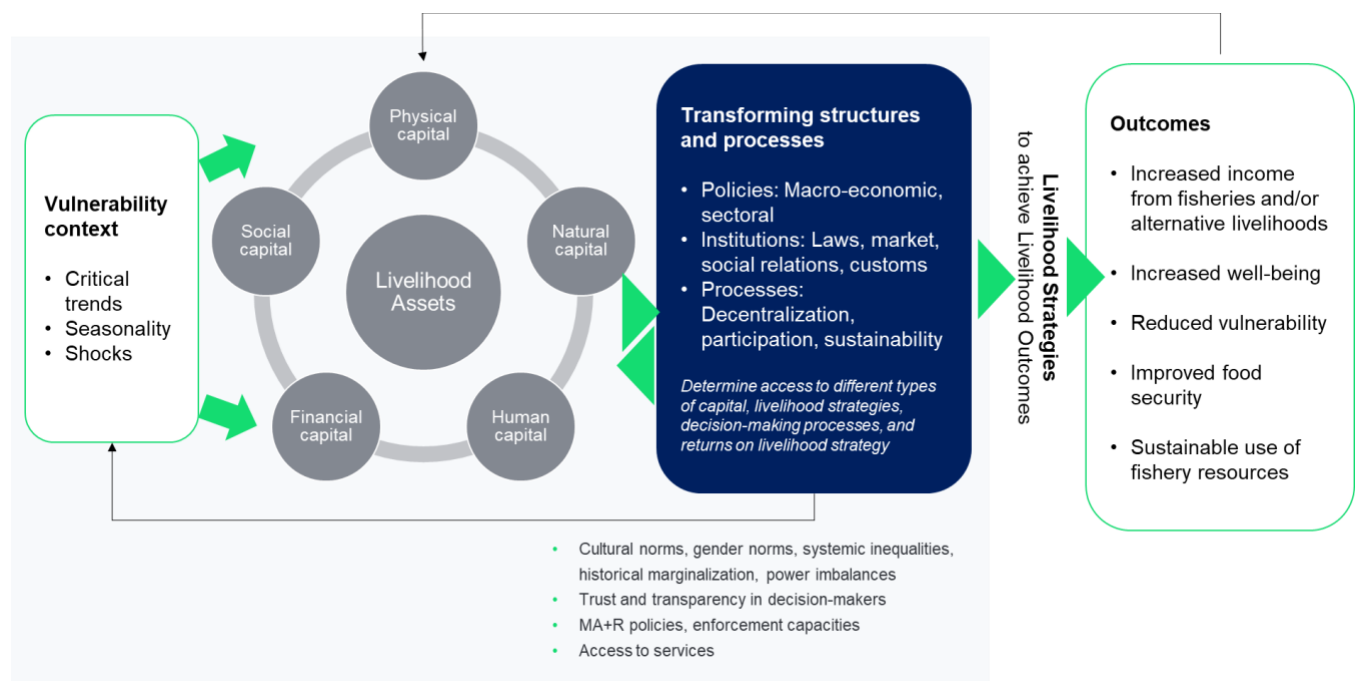 Vulnerability
context
• Critical
trends
• Seasonality
• Shocks
Physical
capital
Social
capital
Natural
capital
Livelihood
Assets
Financial
capital
Human
capital
Transforming structures
and processes
• Policies: Macro-economic,
sectoral
• Institutions: Laws, market,
social relations, customs
• Processes:
Decentralization,
participation, sustainability
Determine access to different types
of capital, livelihood strategies,
decision-making processes, and
returns on livelihood strategy
Livelihood Strategies
to achieve Livelihood Outcomes
Outcomes
• Increased income
from fisheries and/or
alternative livelihoods
• Increased well-being
• Reduced vulnerability
• Improved food
security
• Sustainable use of
fishery resources
• Cultural norms, gender norms, systemic inequalities,
historical marginalization, power imbalances
• Trust and transparency in decision-makers
• MA+R policies, enforcement capacities
• Access to services